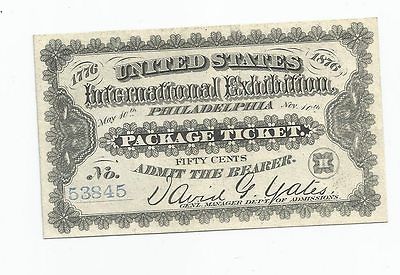 1776 UNITED STATES 1876
International Exhibition.
May 10th PHILADELPHIA Nov. 10th
PACKAGE TICKET.
FIFTY CENTS
ADMIT THE BEARER.
No.
53845
David G. Yates.
GENL. MANAGER DEPT OF ADMISSIONS.